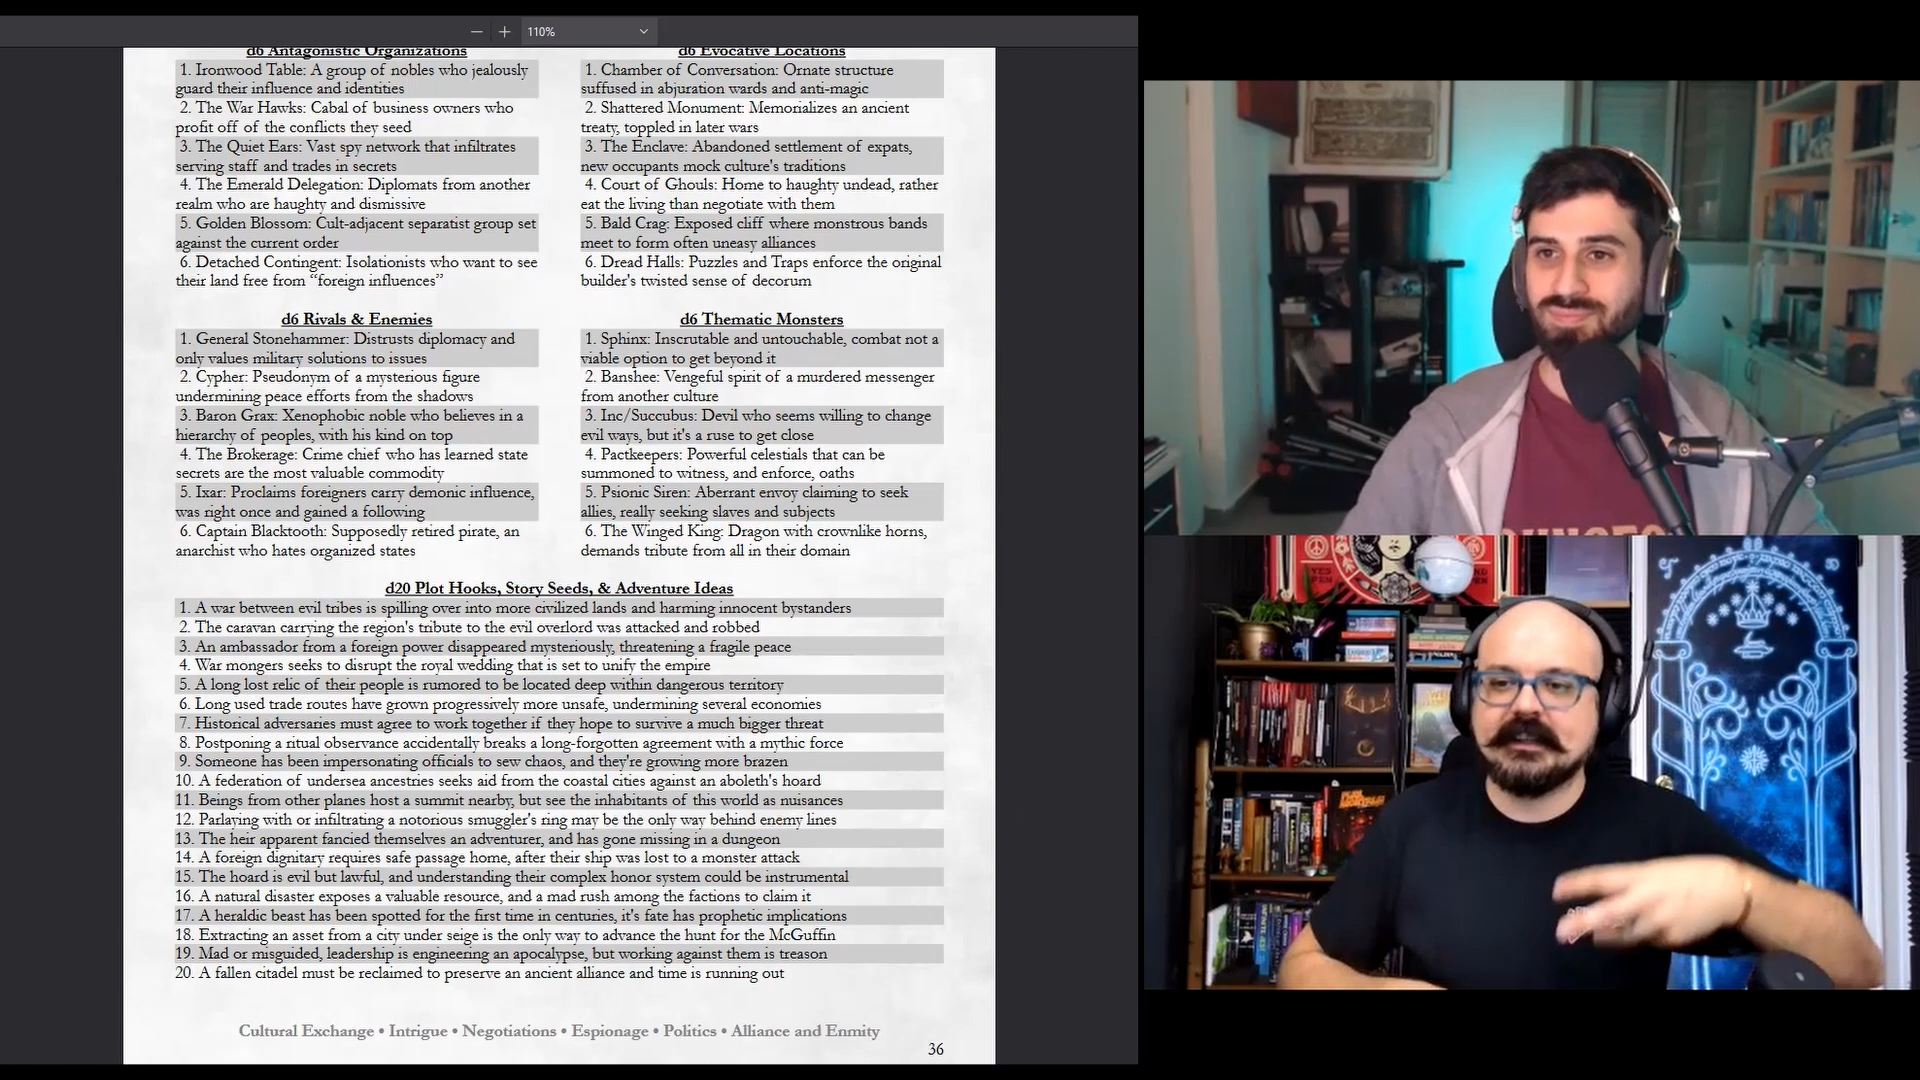 110%
d6 Antagonistic Organizations
1. Ironwood Table: A group of nobles who jealously
guard their influence and identities
2. The War Hawks: Cabal of business owners who
profit off of the conflicts they seed
3. The Quiet Ears: Vast spy network that infiltrates
serving staff and trades in secrets
4. The Emerald Delegation: Diplomats from another
realm who are haughty and dismissive
5. Golden Blossom: Cult-adjacent separatist group set
against the current order
6. Detached Contingent: Isolationists who want to see
their land free from “foreign influences”
d6 Evocative Locations
1. Chamber of Conversation: Ornate structure
suffused in abjuration wards and anti-magic
2. Shattered Monument: Memorializes an ancient
treaty, toppled in later wars
3. The Enclave: Abandoned settlement of expats,
new occupants mock culture's traditions
4. Court of Ghouls: Home to haughty undead, rather
eat the living than negotiate with them
5. Bald Crag: Exposed cliff where monstrous bands
meet to form often uneasy alliances
6. Dread Halls: Puzzles and Traps enforce the original
builder's twisted sense of decorum
d6 Rivals & Enemies
1. General Stonehammer: Distrusts diplomacy and
only values military solutions to issues
2. Cypher: Pseudonym of a mysterious figure
undermining peace efforts from the shadows
3. Baron Grax: Xenophobic noble who believes in a
hierarchy of peoples, with his kind on top
4. The Brokerage: Crime chief who has learned state
secrets are the most valuable commodity
5. Ixar: Proclaims foreigners carry demonic influence,
was right once and gained a following
6. Captain Blacktooth: Supposedly retired pirate, an
anarchist who hates organized states
d6 Thematic Monsters
1. Sphinx: Inscrutable and untouchable, combat not a
viable option to get beyond it
2. Banshee: Vengeful spirit of a murdered messenger
from another culture
3. Inc/Succubus: Devil who seems willing to change
evil ways, but it's a ruse to get close
4. Pactkeepers: Powerful celestials that can be
summoned to witness, and enforce, oaths
5. Psionic Siren: Aberrant envoy claiming to seek
allies, really seeking slaves and subjects
6. The Winged King: Dragon with crownlike horns,
demands tribute from all in their domain
d20 Plot Hooks, Story Seeds, & Adventure Ideas
1. A war between evil tribes is spilling over into more civilized lands and harming innocent bystanders
2. The caravan carrying the region's tribute to the evil overlord was attacked and robbed
3. An ambassador from a foreign power disappeared mysteriously, threatening a fragile peace
4. War mongers seeks to disrupt the royal wedding that is set to unify the empire
5. A long lost relic of their people is rumored to be located deep within dangerous territory
6. Long used trade routes have grown progressively more unsafe, undermining several economies
7. Historical adversaries must agree to work together if they hope to survive a much bigger threat
8. Postponing a ritual observance accidentally breaks a long-forgotten agreement with a mythic force
9. Someone has been impersonating officials to sew chaos, and they're growing more brazen
10. A federation of undersea ancestries seeks aid from the coastal cities against an aboleth's hoard
11. Beings from other planes host a summit nearby, but see the inhabitants of this world as nuisances
12. Parlaying with or infiltrating a notorious smuggler's ring may be the only way behind enemy lines
13. The heir apparent fancied themselves an adventurer, and has gone missing in a dungeon
14. A foreign dignitary requires safe passage home, after their ship was lost to a monster attack
15. The hoard is evil but lawful, and understanding their complex honor system could be instrumental
16. A natural disaster exposes a valuable resource, and a mad rush among the factions to claim it
17. A heraldic beast has been spotted for the first time in centuries, it's fate has prophetic implications
18. Extracting an asset from a city under seige is the only way to advance the hunt for the McGuffin
19. Mad or misguided, leadership is engineering an apocalypse, but working against them is treason
20. A fallen citadel must be reclaimed to preserve an ancient alliance and time is running out
Cultural Exchange • Intrigue • Negotiations • Espionage • Politics • Alliance and Enmity
36